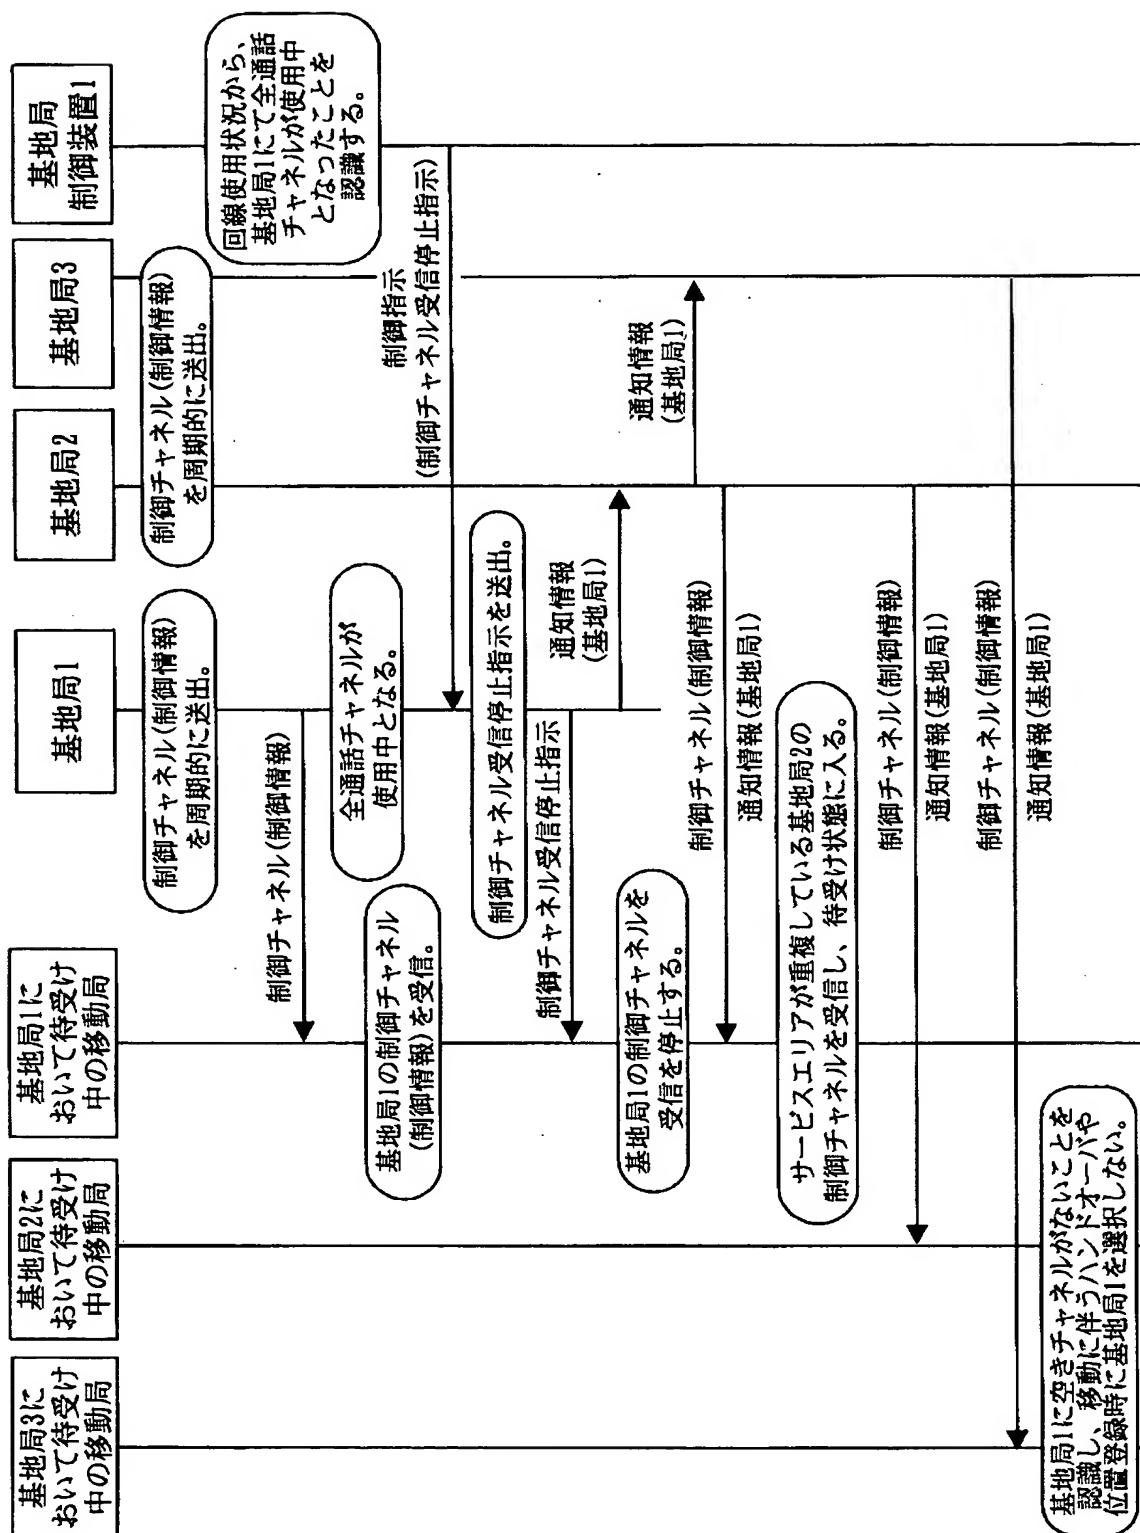 基地局3に
おいて待受け
中の移動局
基地局2に
おいて待受け
中の移動局
基地局1に
おいて待受け
中の移動局
基地局1
基地局2
基地局3
基地局
制御装置1
制御チャネル(制御情報)
を周期的に送出。
制御チャネル(制御情報)
を周期的に送出。
回線使用状況から、
基地局1にて全通話
チャネルが使用中
となったことを
認識する。
制御チャネル(制御情報)
全通話チャネルが
使用中となる。
基地局1の制御チャネル
(制御情報)を受信。
制御指示
(制御チャネル受信停止指示)
制御チャネル受信停止指示を送出。
制御チャネル受信停止指示
通知情報
(基地局1)
基地局1の制御チャネルを
受信を停止する。
通知情報
(基地局1)
制御チャネル(制御情報)
通知情報(基地局1)
サービスエリアが重複している基地局2の
制御チャネルを受信し、待受け状態に入る。
制御チャネル(制御情報)
通知情報(基地局1)
制御チャネル(制御情報)
通知情報(基地局1)
基地局1に空きチャネルがないことを
認識し、移動に伴うハンドオーバや
位置登録時に基地局1を選択しない。